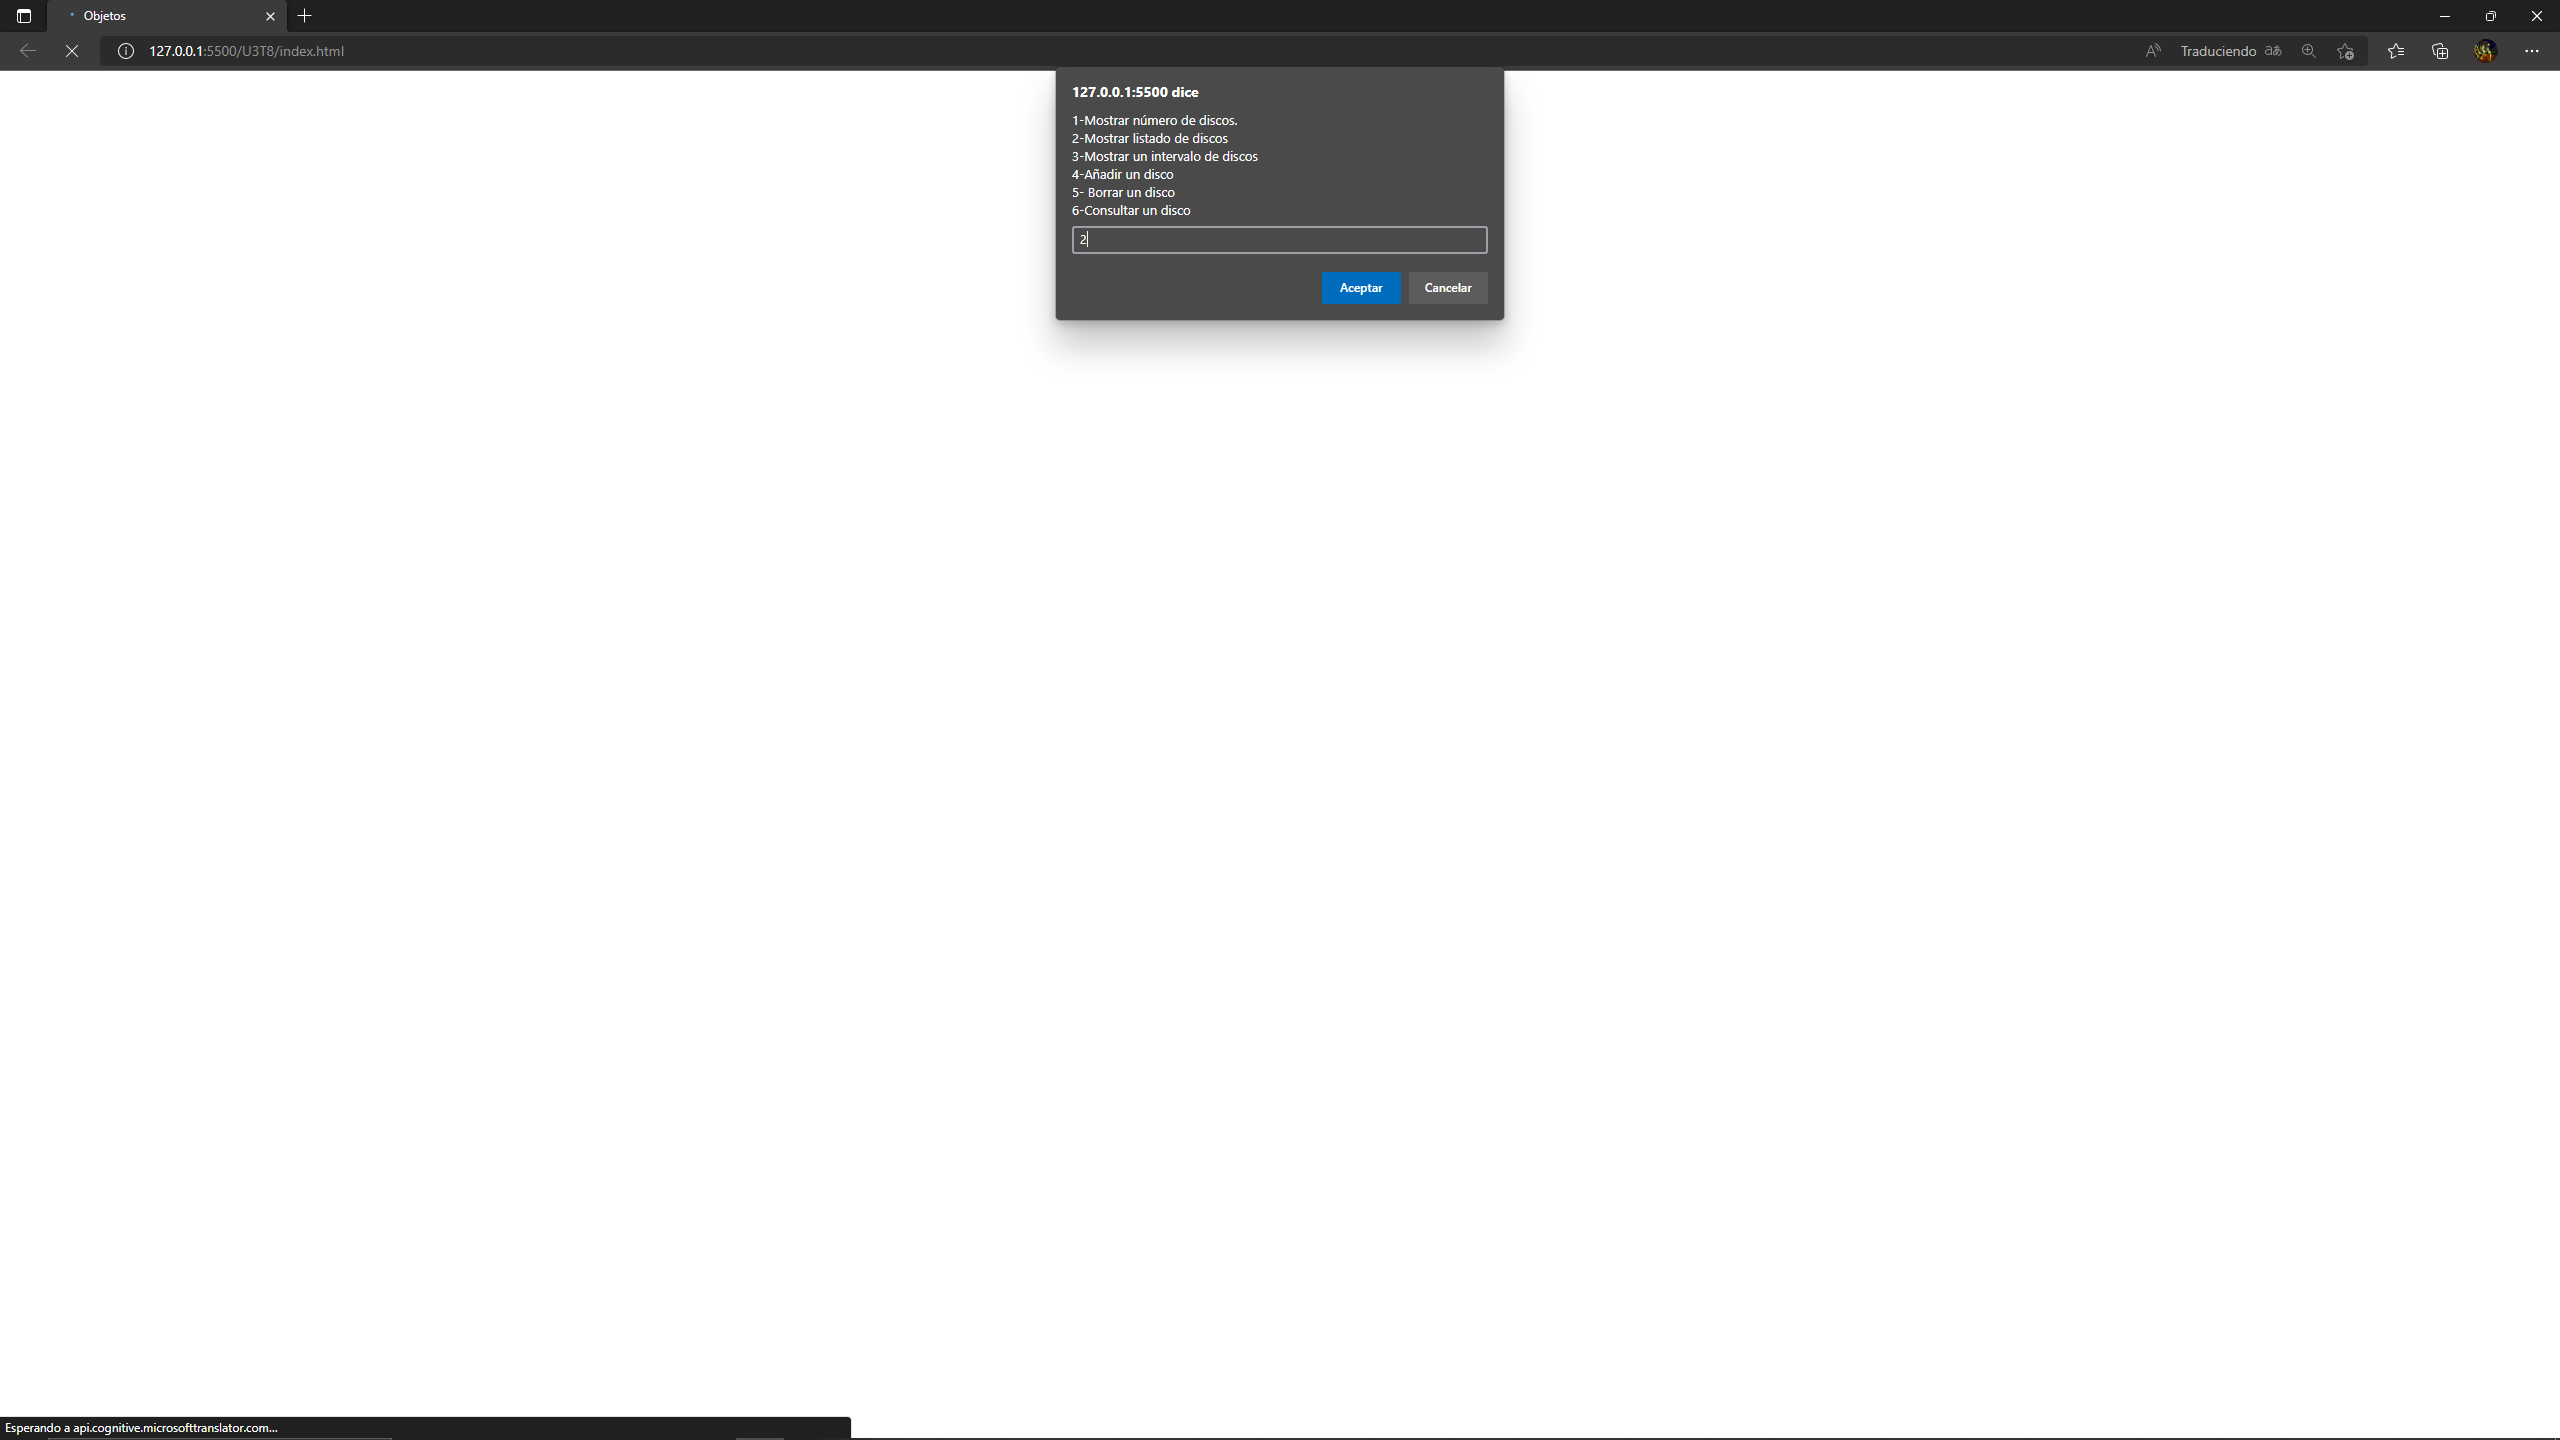 Objetos
127.0.0.1:5500/U3T8/index.html
Traduciendo
127.0.0.1:5500 dice
1-Mostrar número de discos.
2-Mostrar listado de discos
3-Mostrar un intervalo de discos
4-Añadir un disco
5- Borrar un disco
6-Consultar un disco
2
Aceptar Cancelar
Esperando a api.cognitive.microsofttranslator.com...